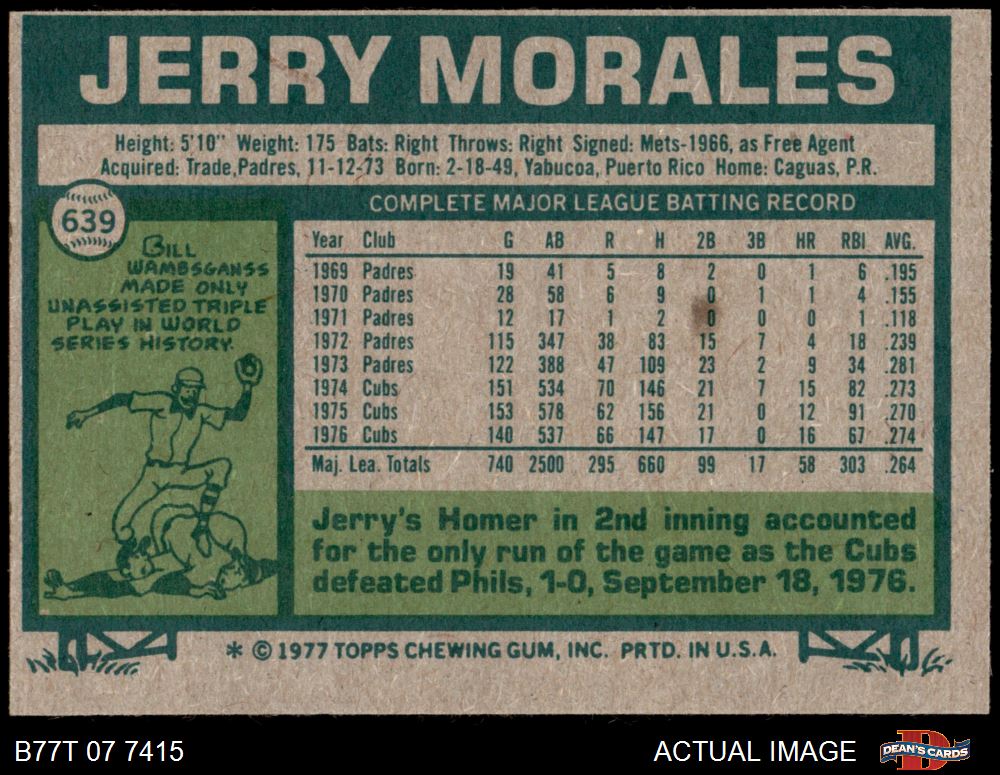 JERRY MORALES
Height: 5'10" Weight: 175 Bats: Right Throws: Right Signed: Mets-1966, as Free Agent
Acquired: Trade, Padres, 11-12-73 Born: 2-18-49, Yabucoa, Puerto Rico Home: Caguas, P.R.
639
BILL
WAMBSGANSS
MADE ONLY
UNASSISTED TRIPLE
PLAY IN WORLD
SERIES HISTORY.
COMPLETE MAJOR LEAGUE BATTING RECORD
Year Club G AB R H 2B 3B HR RBI AVG.
1969 Padres 19 41 5 8 2 0 1 6 .195
1970 Padres 28 58 6 9 0 1 1 4 .155
1971 Padres 12 17 1 2 0 0 0 1 .118
1972 Padres 115 347 38 83 15 7 4 18 .239
1973 Padres 122 388 47 109 23 2 9 34 .281
1974 Cubs 151 534 70 146 21 7 15 82 .273
1975 Cubs 153 578 62 156 21 0 12 91 .270
1976 Cubs 140 537 66 147 17 0 16 67 .274
Maj. Lea. Totals 740 2500 295 660 99 17 58 303 .264
Jerry's Homer in 2nd inning accounted
for the only run of the game as the Cubs
defeated Phils, 1-0, September 18, 1976.
* © 1977 TOPPS CHEWING GUM, INC. PRTD. IN U.S.A.
B77T 07 7415
ACTUAL IMAGE
D
DEAN'S CARDS